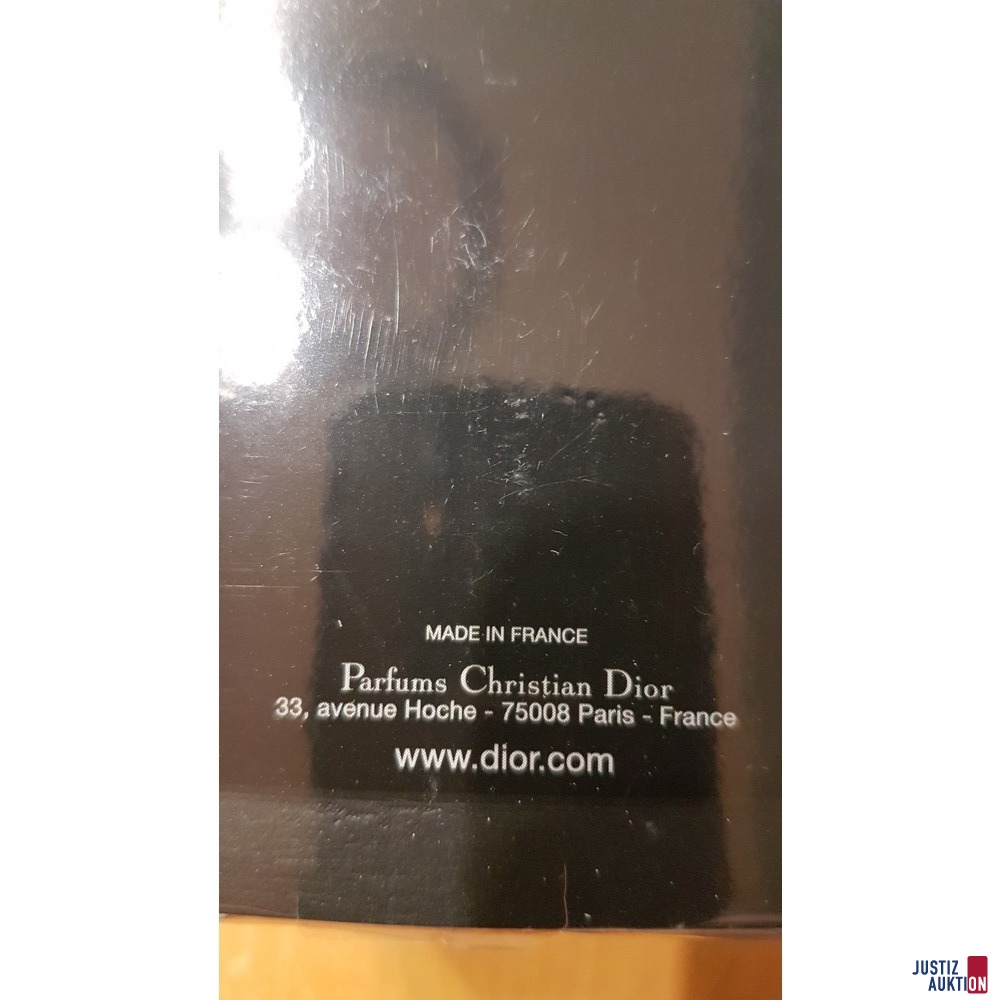 MADE IN FRANCE
Parfums Christian Dior
33, avenue Hoche - 75008 Paris - France
www.dior.com
JUSTIZ
AUKTION